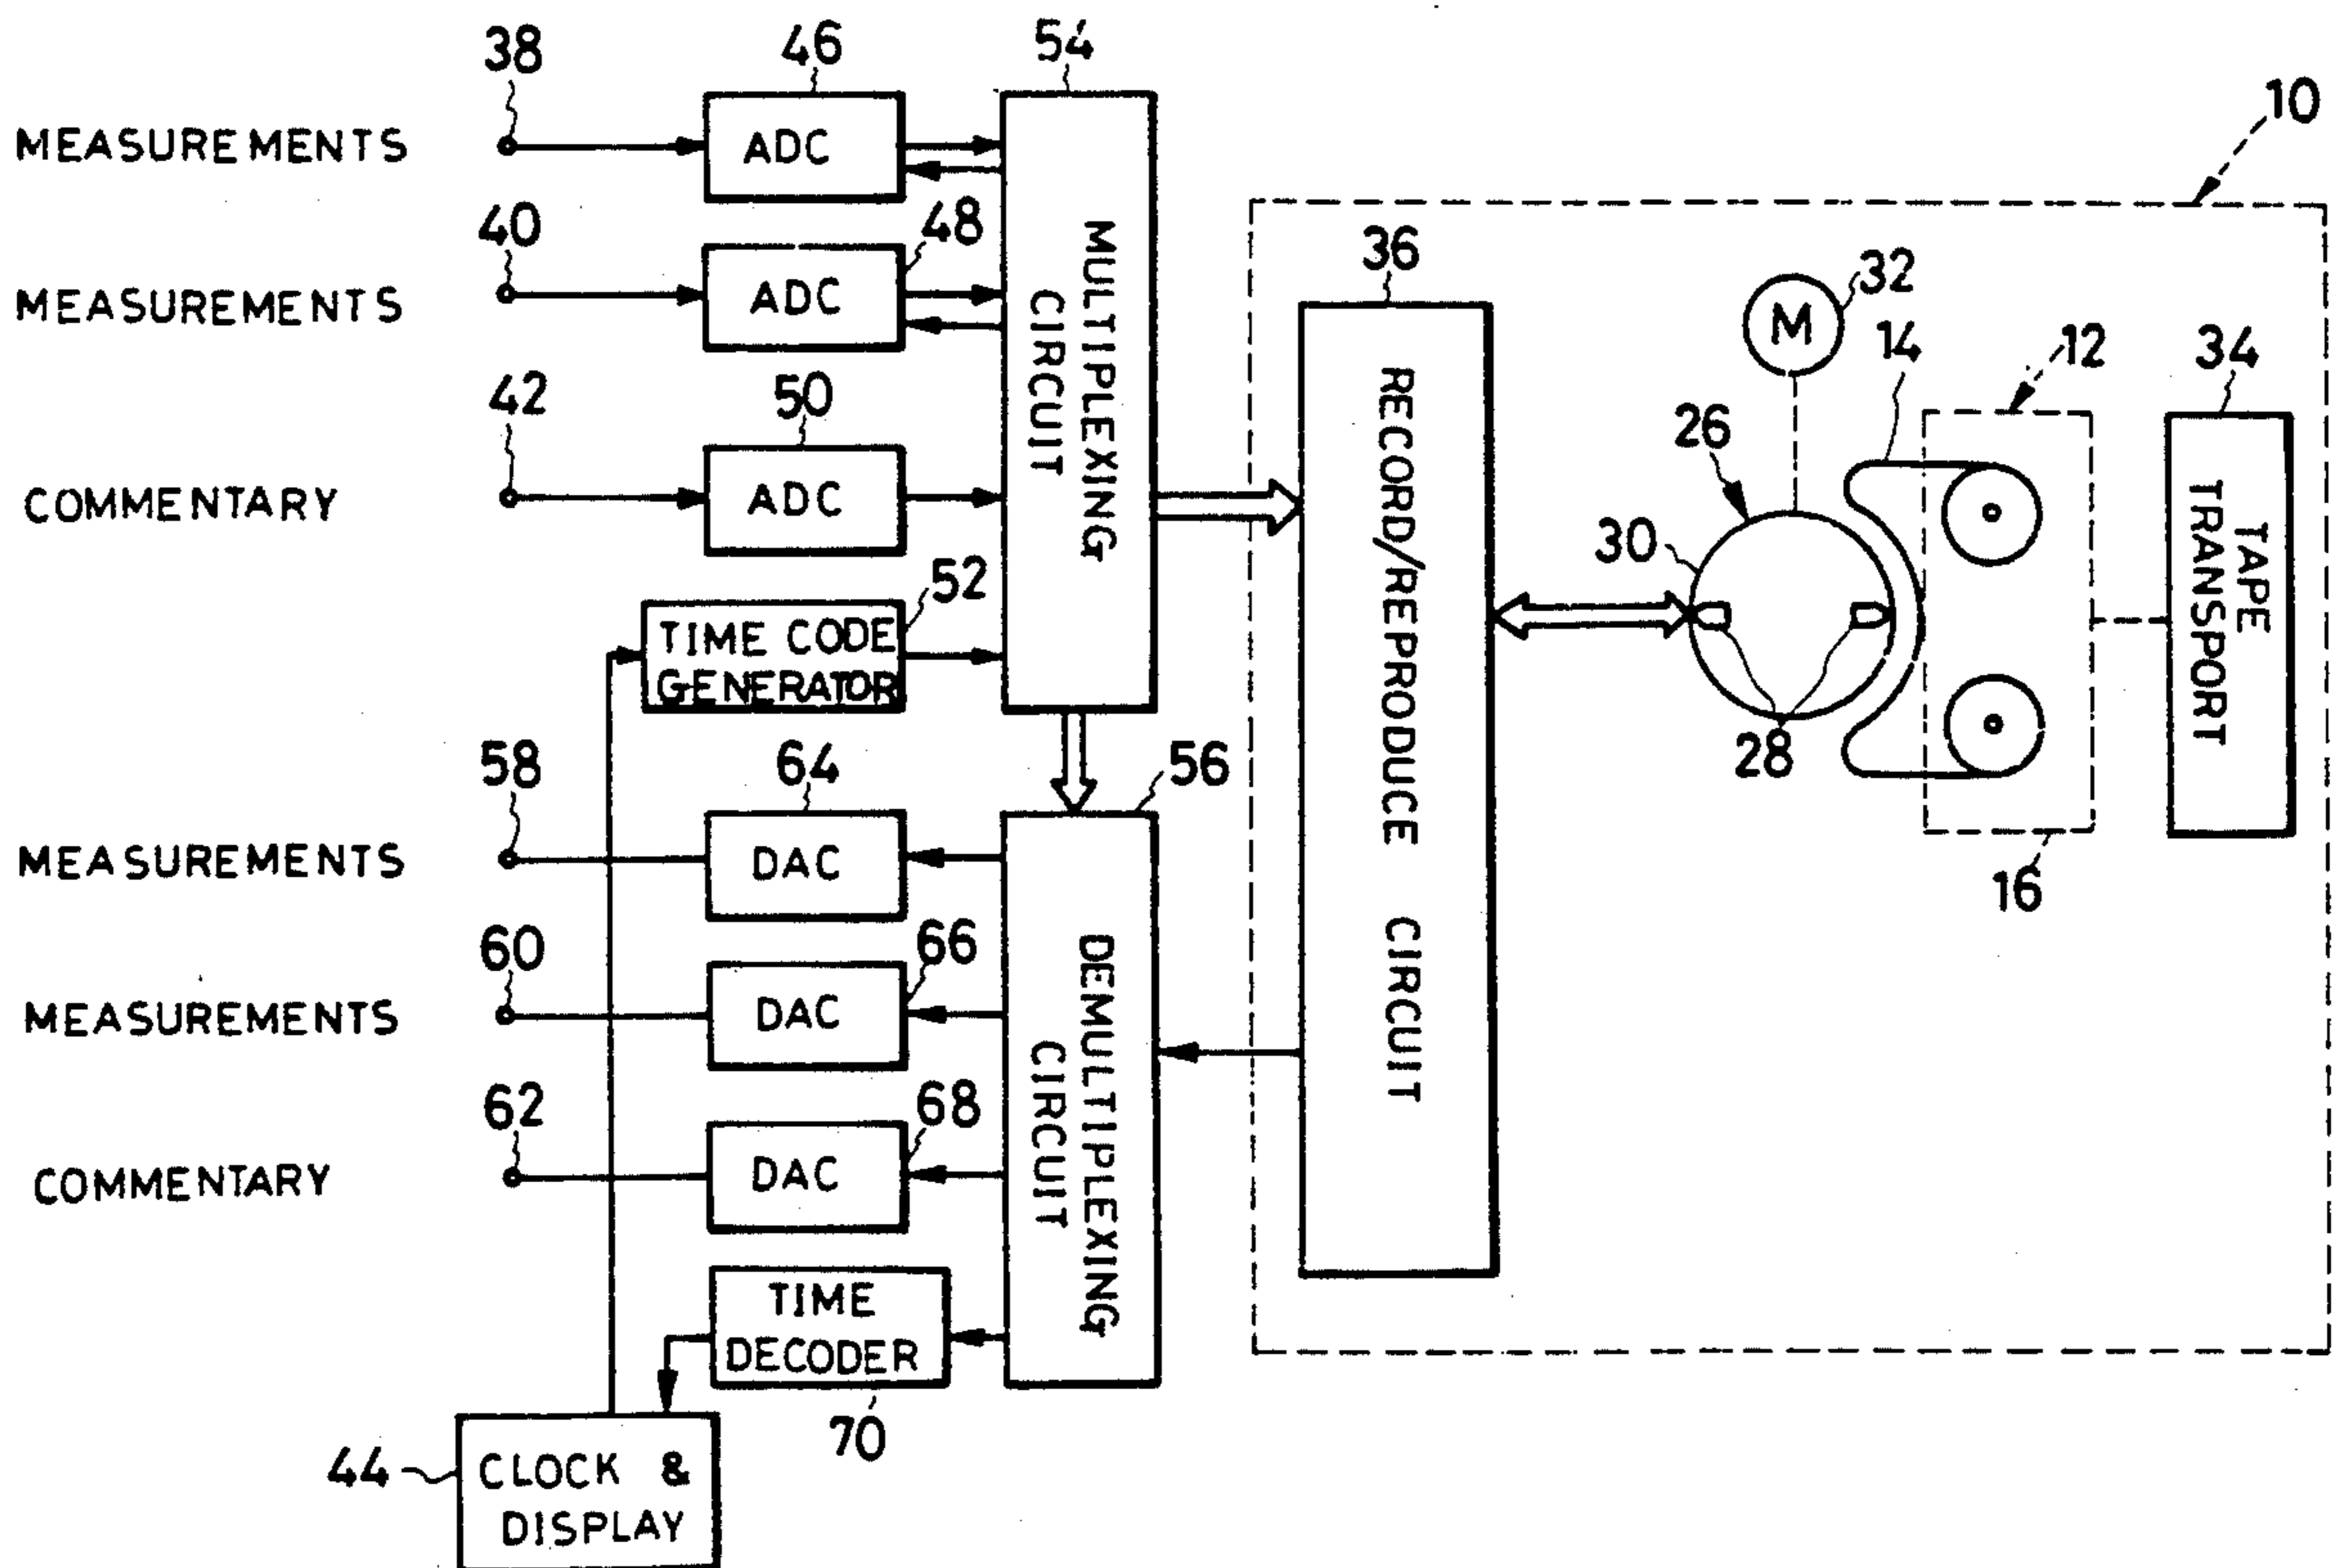 38
46
54
10
MEASUREMENTS
ADC
40
48
MEASUREMENTS
ADC
42
50
COMMENTARY
ADC
52
TIME CODE
GENERATOR
MULTIPLEXING
CIRCUIT
36
RECORD/REPRODUCE CIRCUIT
M
32
14
12
34
26
30
28
16
TAPE
TRANSPORT
58
64
56
MEASUREMENTS
DAC
60
66
MEASUREMENTS
DAC
62
68
COMMENTARY
DAC
DEMULTIPLEXING
CIRCUIT
TIME
DECODER
70
44
CLOCK &
DISPLAY